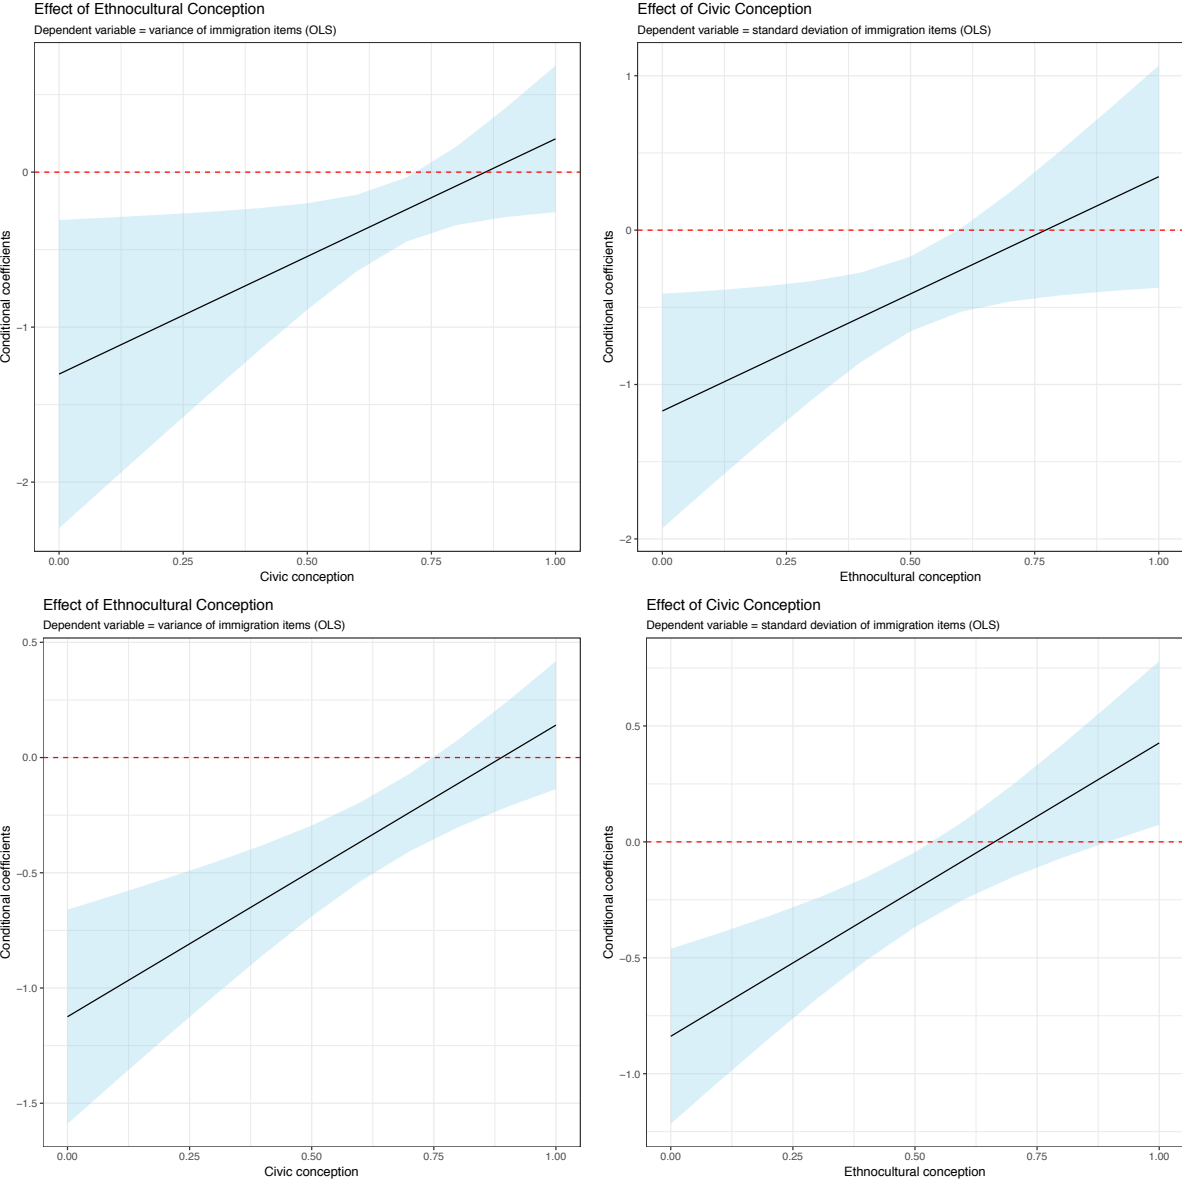 Effect of Ethnocultural Conception
Dependent variable = variance of immigration items (OLS)
Conditional coefficients
0
−1
−2
0.00 0.25 0.50 0.75 1.00
Civic conception
Effect of Civic Conception
Dependent variable = standard deviation of immigration items (OLS)
Conditional coefficients
1
0
−1
−2
0.00 0.25 0.50 0.75 1.00
Ethnocultural conception
Effect of Ethnocultural Conception
Dependent variable = variance of immigration items (OLS)
Conditional coefficients
0.5
0.0
−0.5
−1.0
−1.5
0.00 0.25 0.50 0.75 1.00
Civic conception
Effect of Civic Conception
Dependent variable = standard deviation of immigration items (OLS)
Conditional coefficients
0.5
0.0
−0.5
−1.0
0.00 0.25 0.50 0.75 1.00
Ethnocultural conception